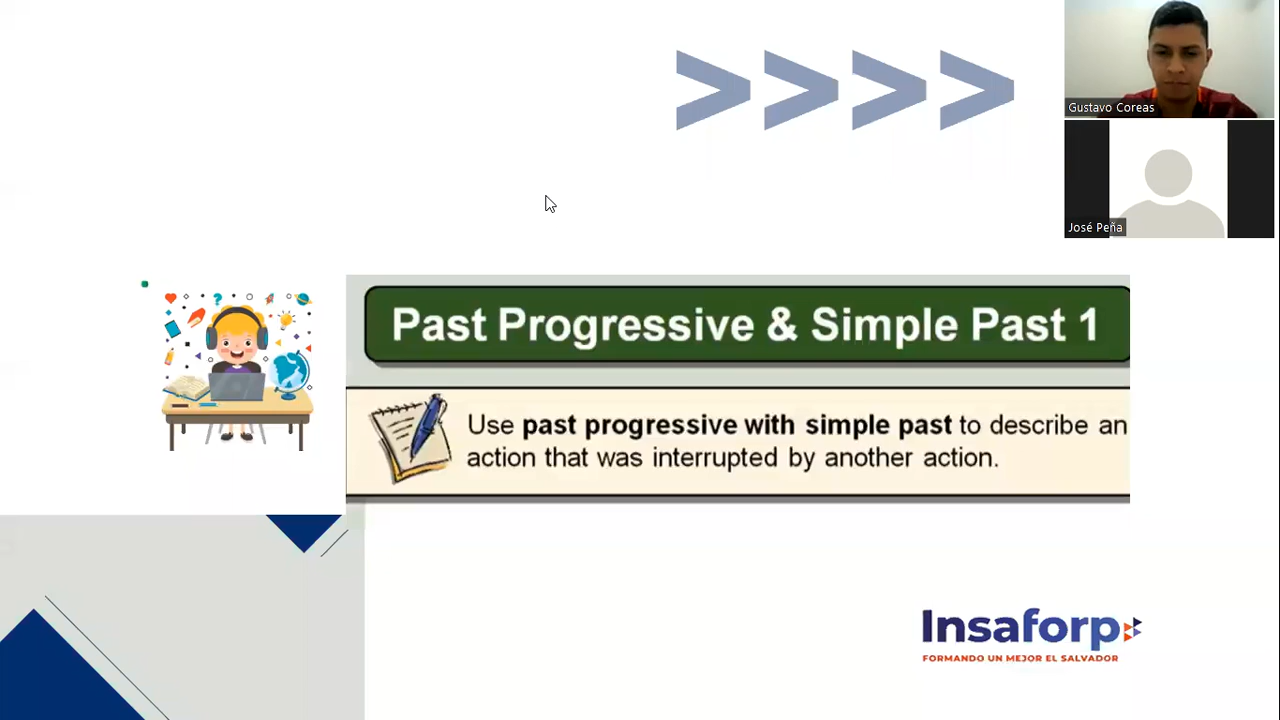 >>>>
Gustavo Coreas
José Peña
Past Progressive & Simple Past 1
Use past progressive with simple past to describe an
action that was interrupted by another action.
Insaforp
FORMANDO UN MEJOR EL SALVADOR